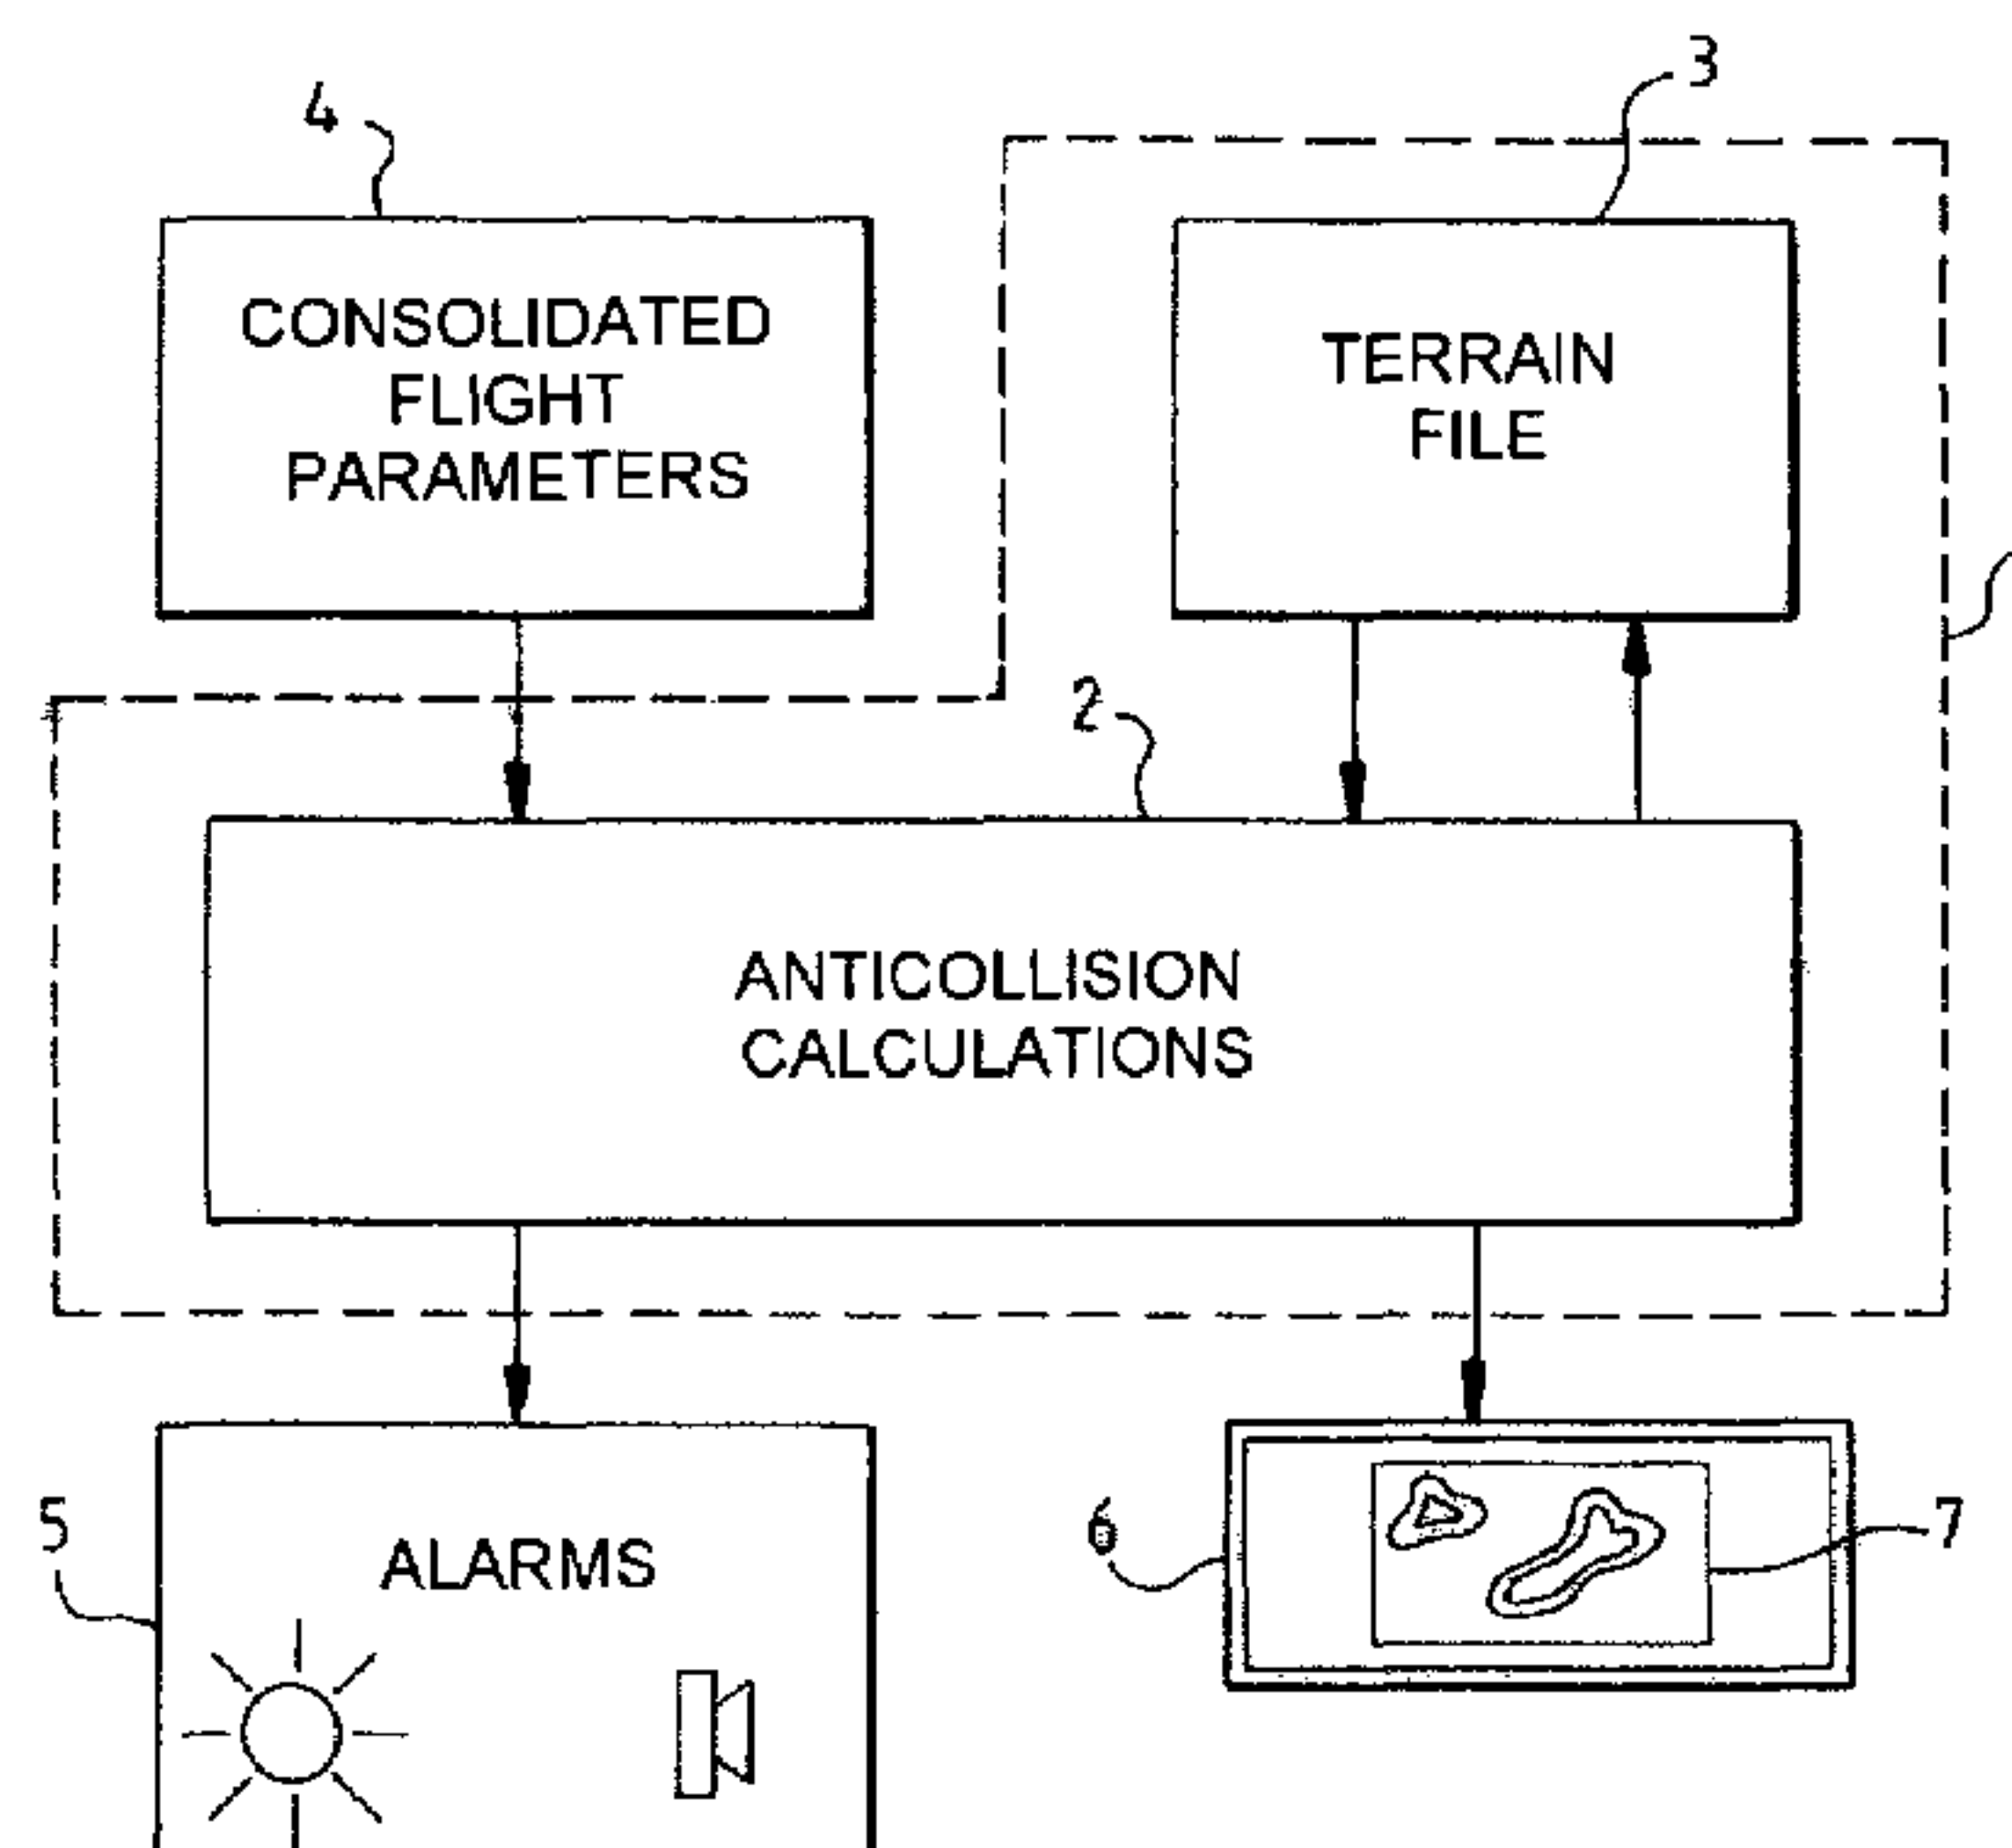 4
3
CONSOLIDATED
FLIGHT
PARAMETERS
TERRAIN
FILE
2
ANTICOLLISION
CALCULATIONS
5
ALARMS
6
7